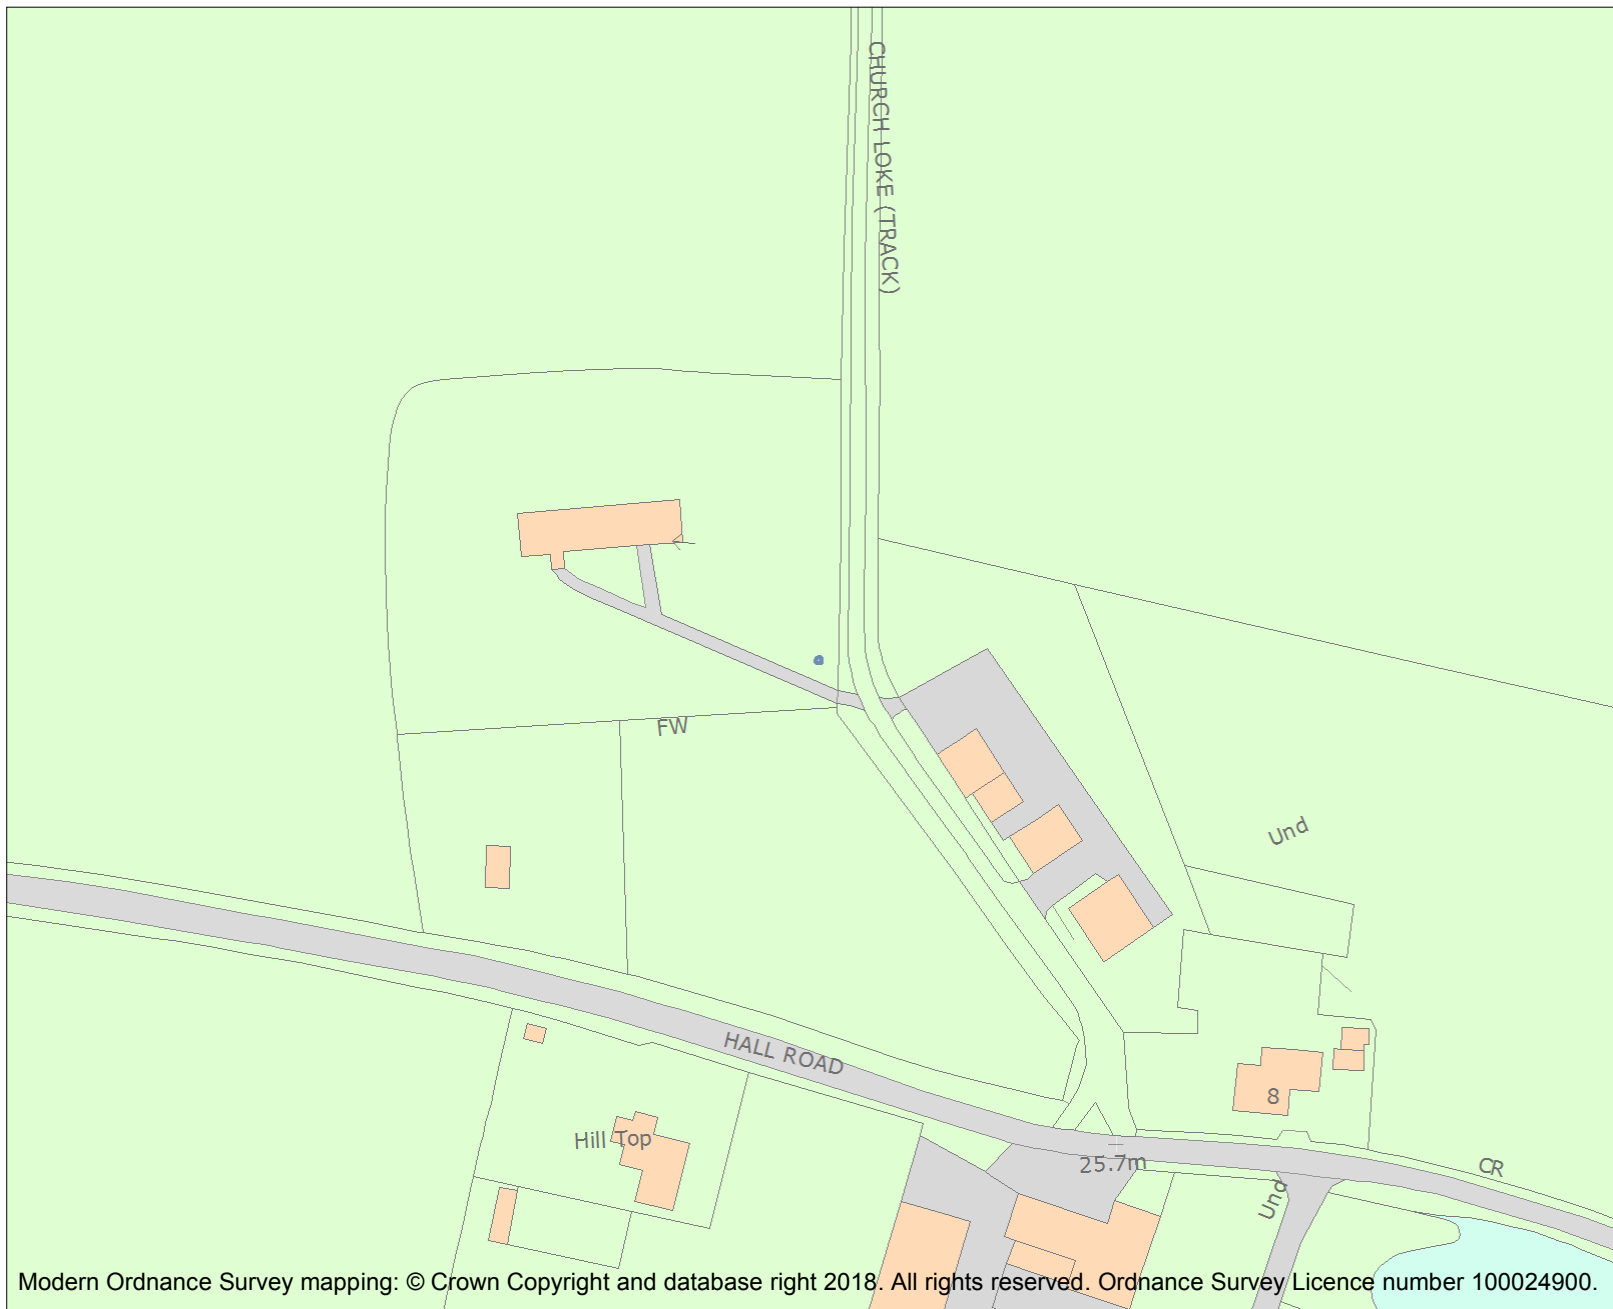 CHURCH LOKE (TRACK)
FW
Und
HALL ROAD
8
Hill Top
25.7m
CR
Und
Modern Ordnance Survey mapping: © Crown Copyright and database right 2018. All rights reserved. Ordnance Survey Licence number 100024900.